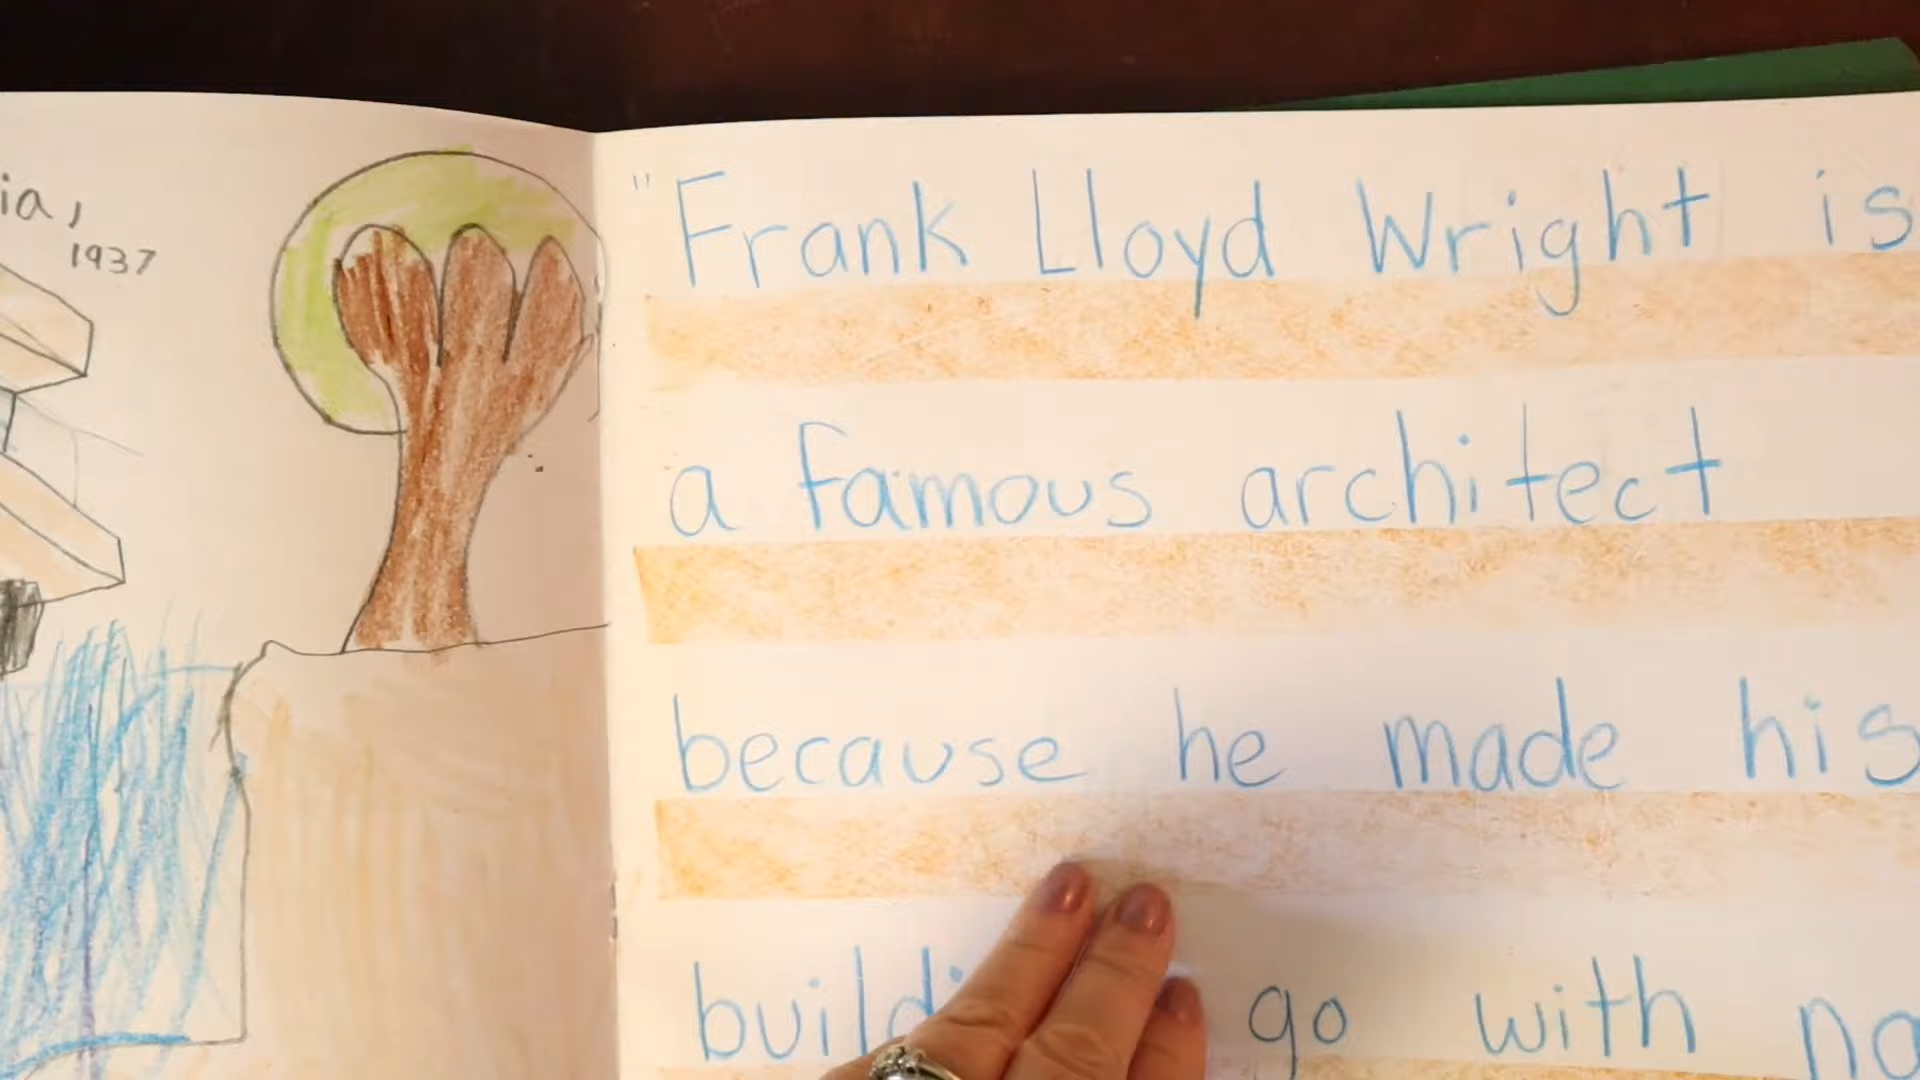 ia,
1937
" Frank Lloyd Wright is
a famous architect
because he made his
go with